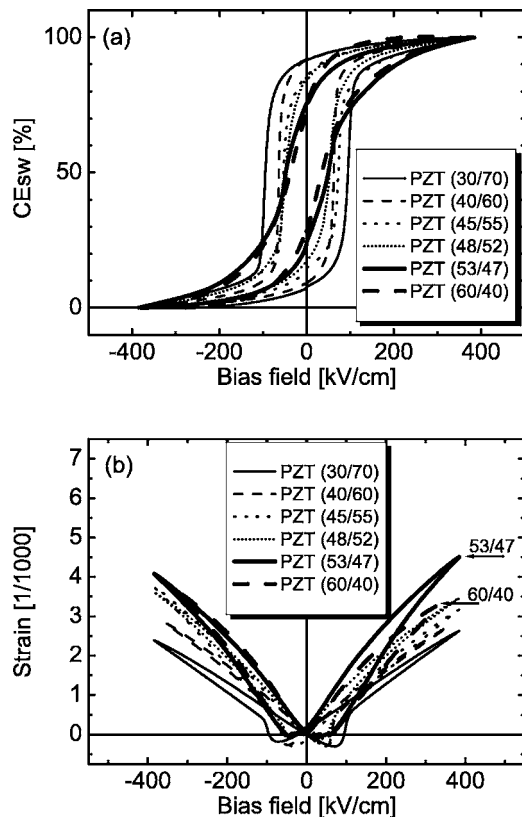 (a)
100
50
0
CEsw [%]
PZT (30/70)
PZT (40/60)
PZT (45/55)
PZT (48/52)
PZT (53/47)
PZT (60/40)
-400 -200 0 200 400
Bias field [kV/cm]
(b)
7
6
5
4
3
2
1
0
Strain [1/1000]
PZT (30/70)
PZT (40/60)
PZT (45/55)
PZT (48/52)
PZT (53/47)
PZT (60/40)
53/47
60/40
-400 -200 0 200 400
Bias field [kV/cm]